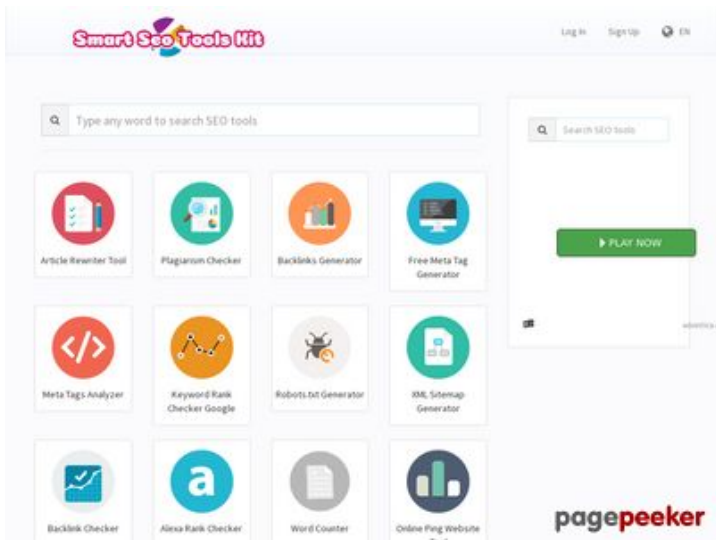 Smart Seo Tools Kit
Log In Sign Up EN
Type any word to search SEO tools
Search SEO tools
Article Rewriter Tool
Plagiarism Checker
Backlinks Generator
Free Meta Tag
Generator
PLAY NOW
Meta Tags Analyzer
Keyword Rank
Checker Google
Robots.txt Generator
XML Sitemap
Generator
</>
a
Backlink Checker
Alexa Rank Checker
Word Counter
Online Ping Website
pagepeeker